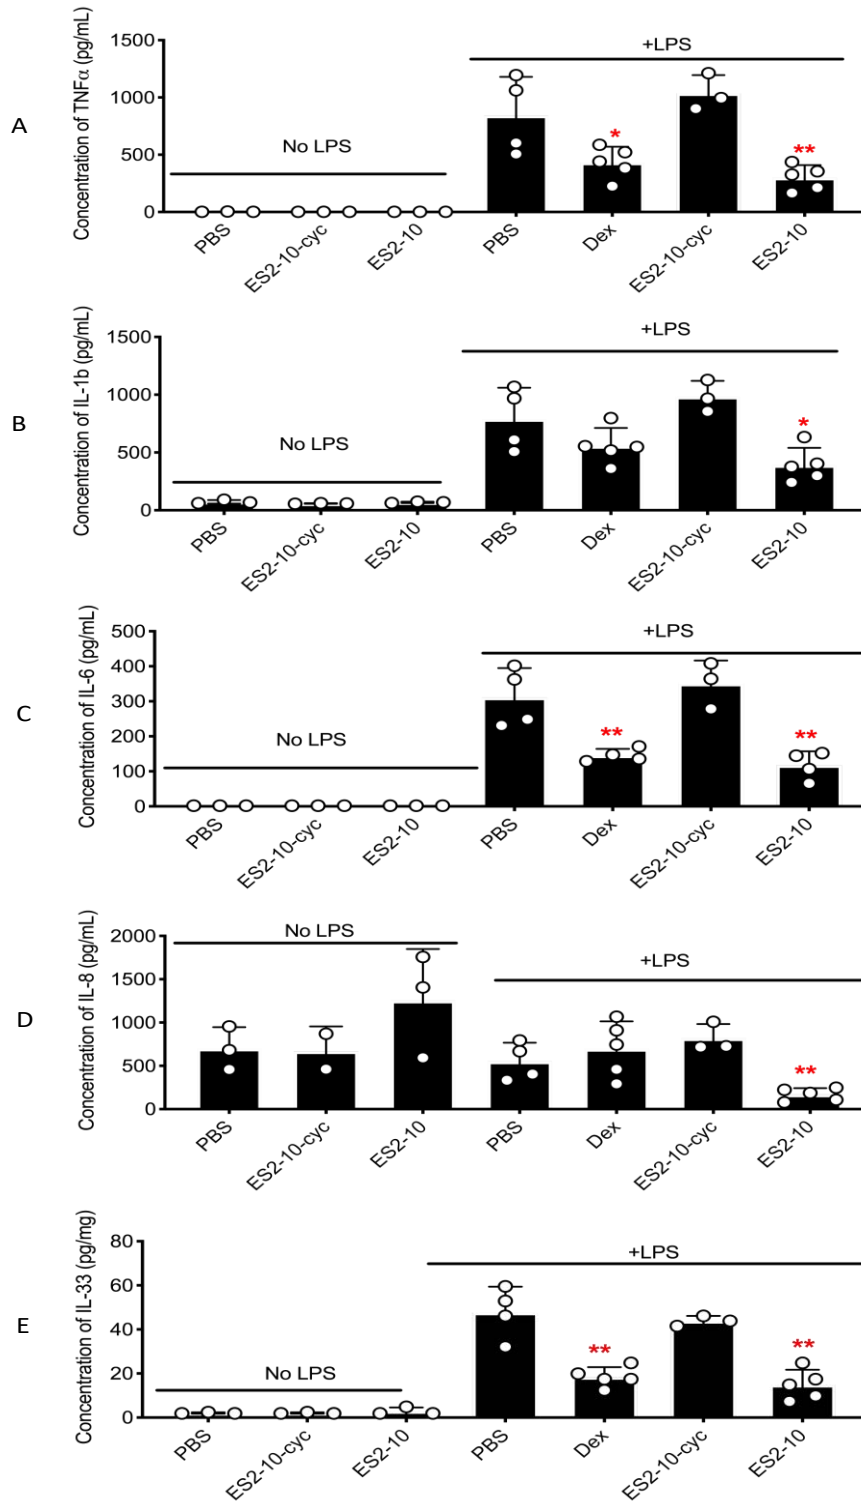 A
Concentration of TNFα (pg/mL)
1500
1000
500
0
No LPS
+LPS
*
**
PBS
ES2-10-cyc
ES2-10
PBS
Dex
ES2-10-cyc
ES2-10
B
Concentration of IL-1b (pg/mL)
1500
1000
500
0
No LPS
+LPS
*
PBS
ES2-10-cyc
ES2-10
PBS
Dex
ES2-10-cyc
ES2-10
C
Concentration of IL-6 (pg/mL)
500
400
300
200
100
0
No LPS
+LPS
**
**
PBS
ES2-10-cyc
ES2-10
PBS
Dex
ES2-10-cyc
ES2-10
D
Concentration of IL-8 (pg/mL)
2000
1500
1000
500
0
No LPS
+LPS
**
PBS
ES2-10-cyc
ES2-10
PBS
Dex
ES2-10-cyc
ES2-10
E
Concentration of IL-33 (pg/mg)
80
60
40
20
0
No LPS
+LPS
**
**
PBS
ES2-10-cyc
ES2-10
PBS
Dex
ES2-10-cyc
ES2-10